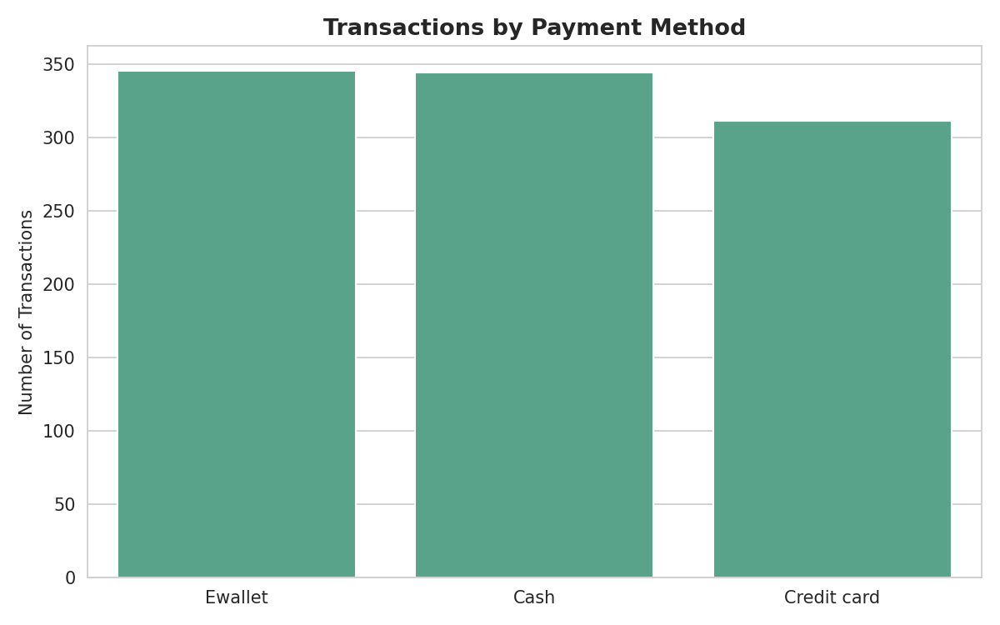 Transactions by Payment Method
Number of Transactions
350
300
250
200
150
100
50
0
Ewallet
Cash
Credit card